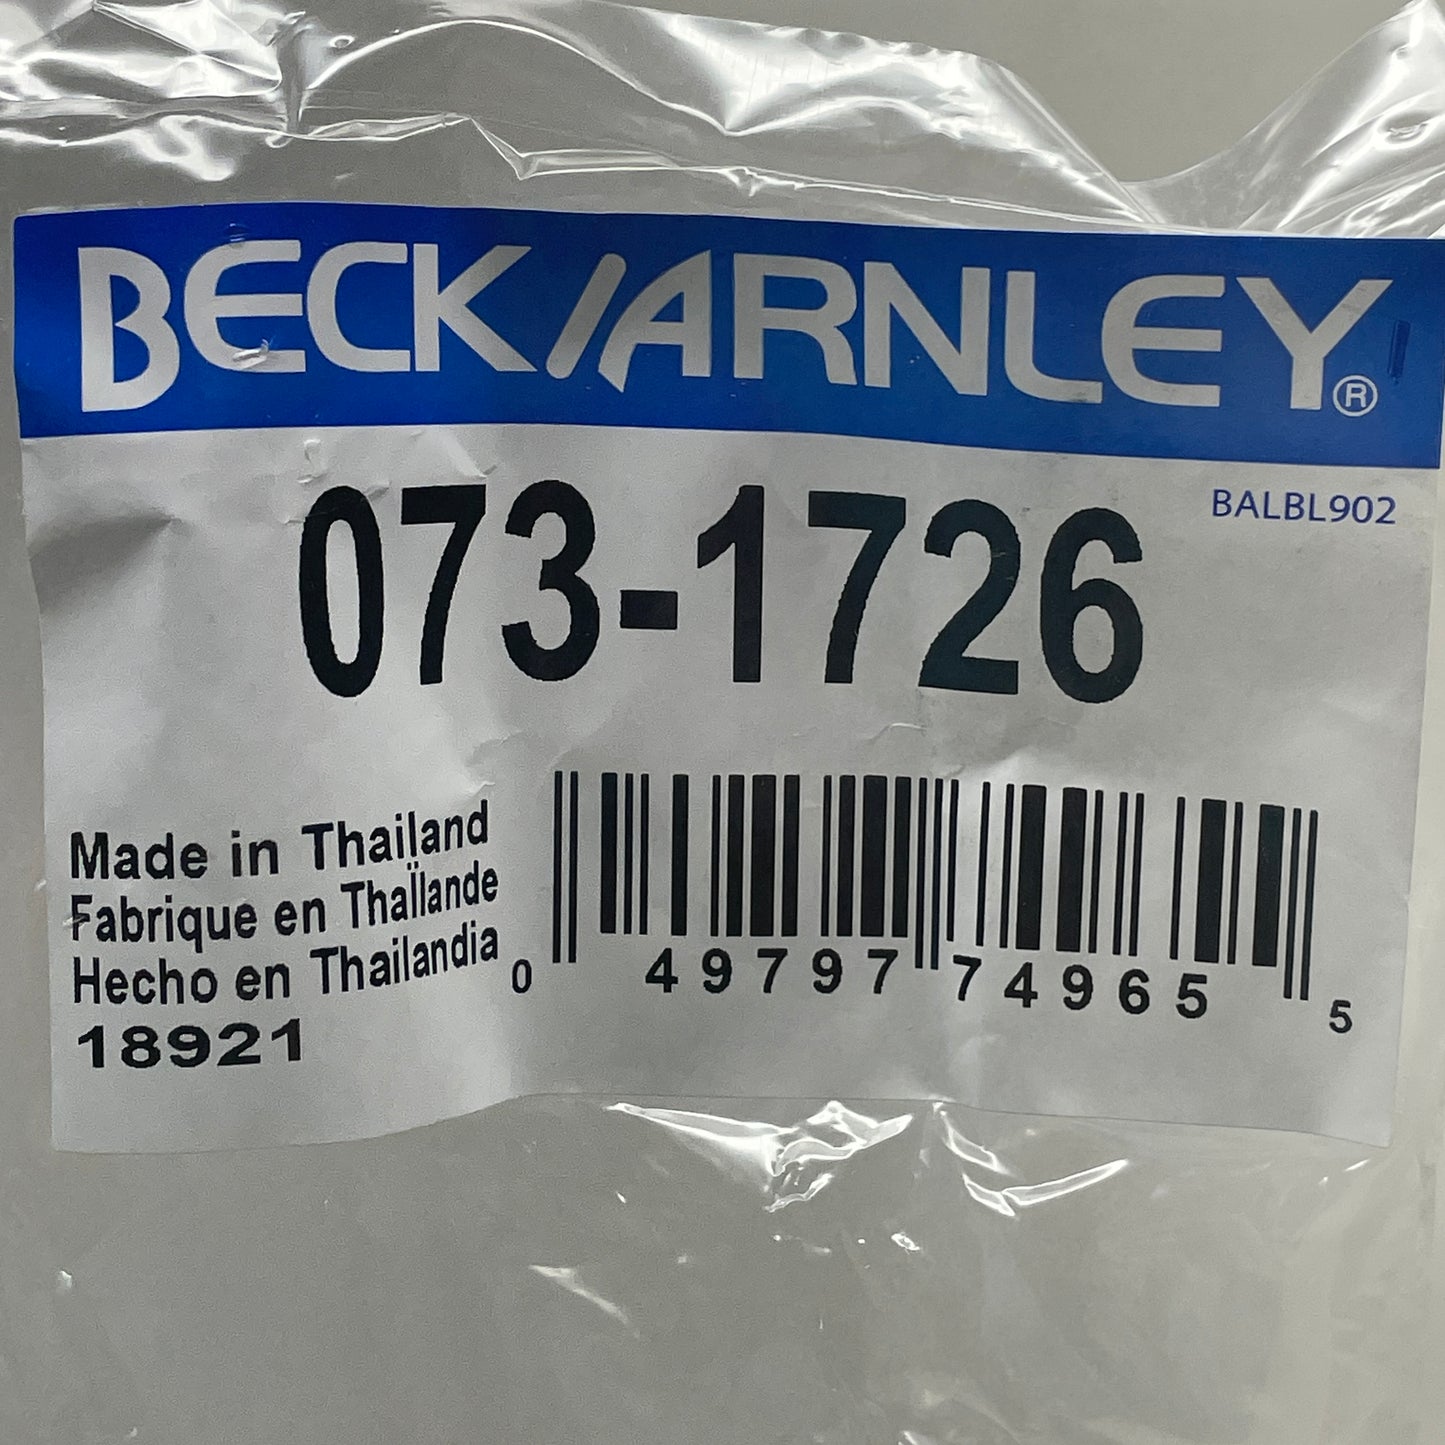 BECK/ARNLEY®
BALBL902
073-1726
Made in Thailand
Fabrique en Thaïlande
Hecho en Thailandia
18921
0 49797 74965 5